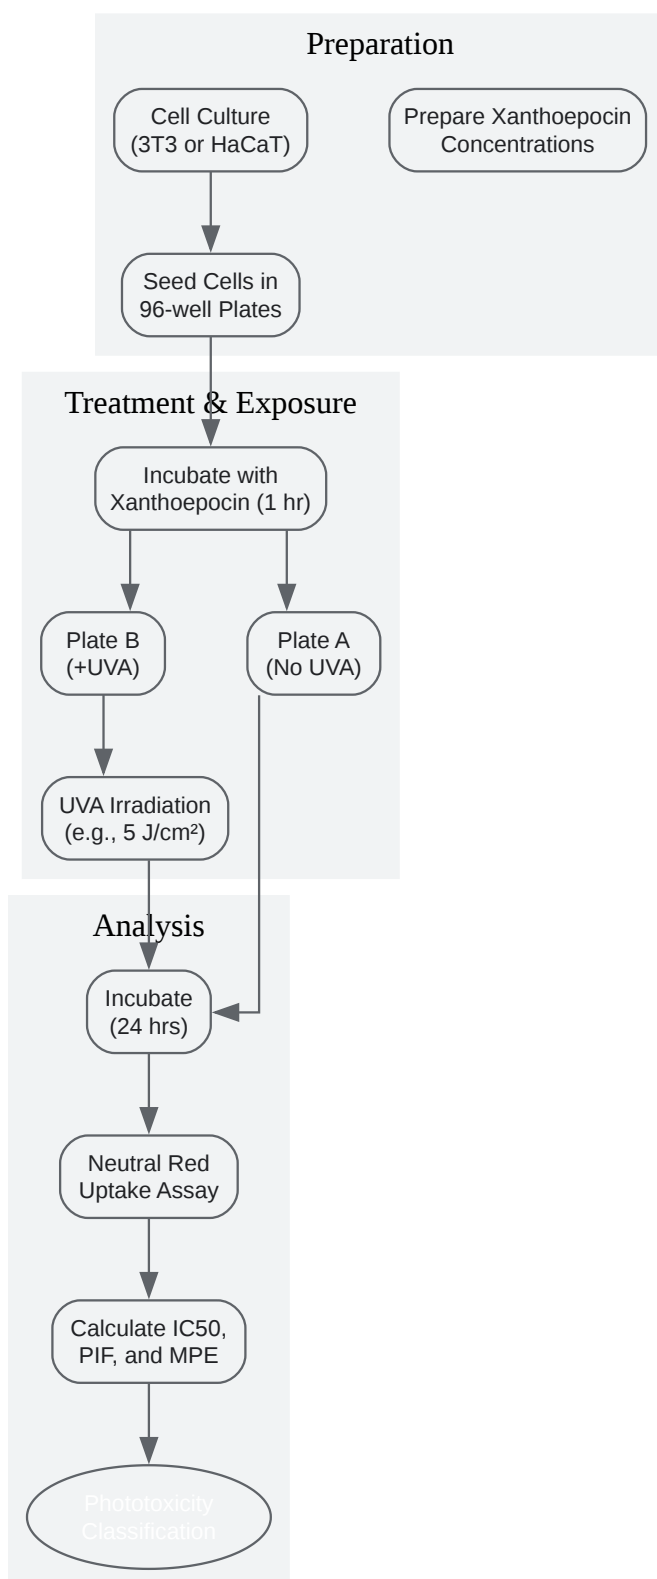 Preparation
Cell Culture
(3T3 or HaCaT)
Prepare Xanthoepocin
Concentrations
Seed Cells in
96-well Plates
Treatment & Exposure
Incubate with
Xanthoepocin (1 hr)
Plate B
(+UVA)
Plate A
(No UVA)
UVA Irradiation
(e.g., 5 J/cm²)
Analysis
Incubate
(24 hrs)
Neutral Red
Uptake Assay
Calculate IC50,
PIF, and MPE
Phototoxicity
Classification